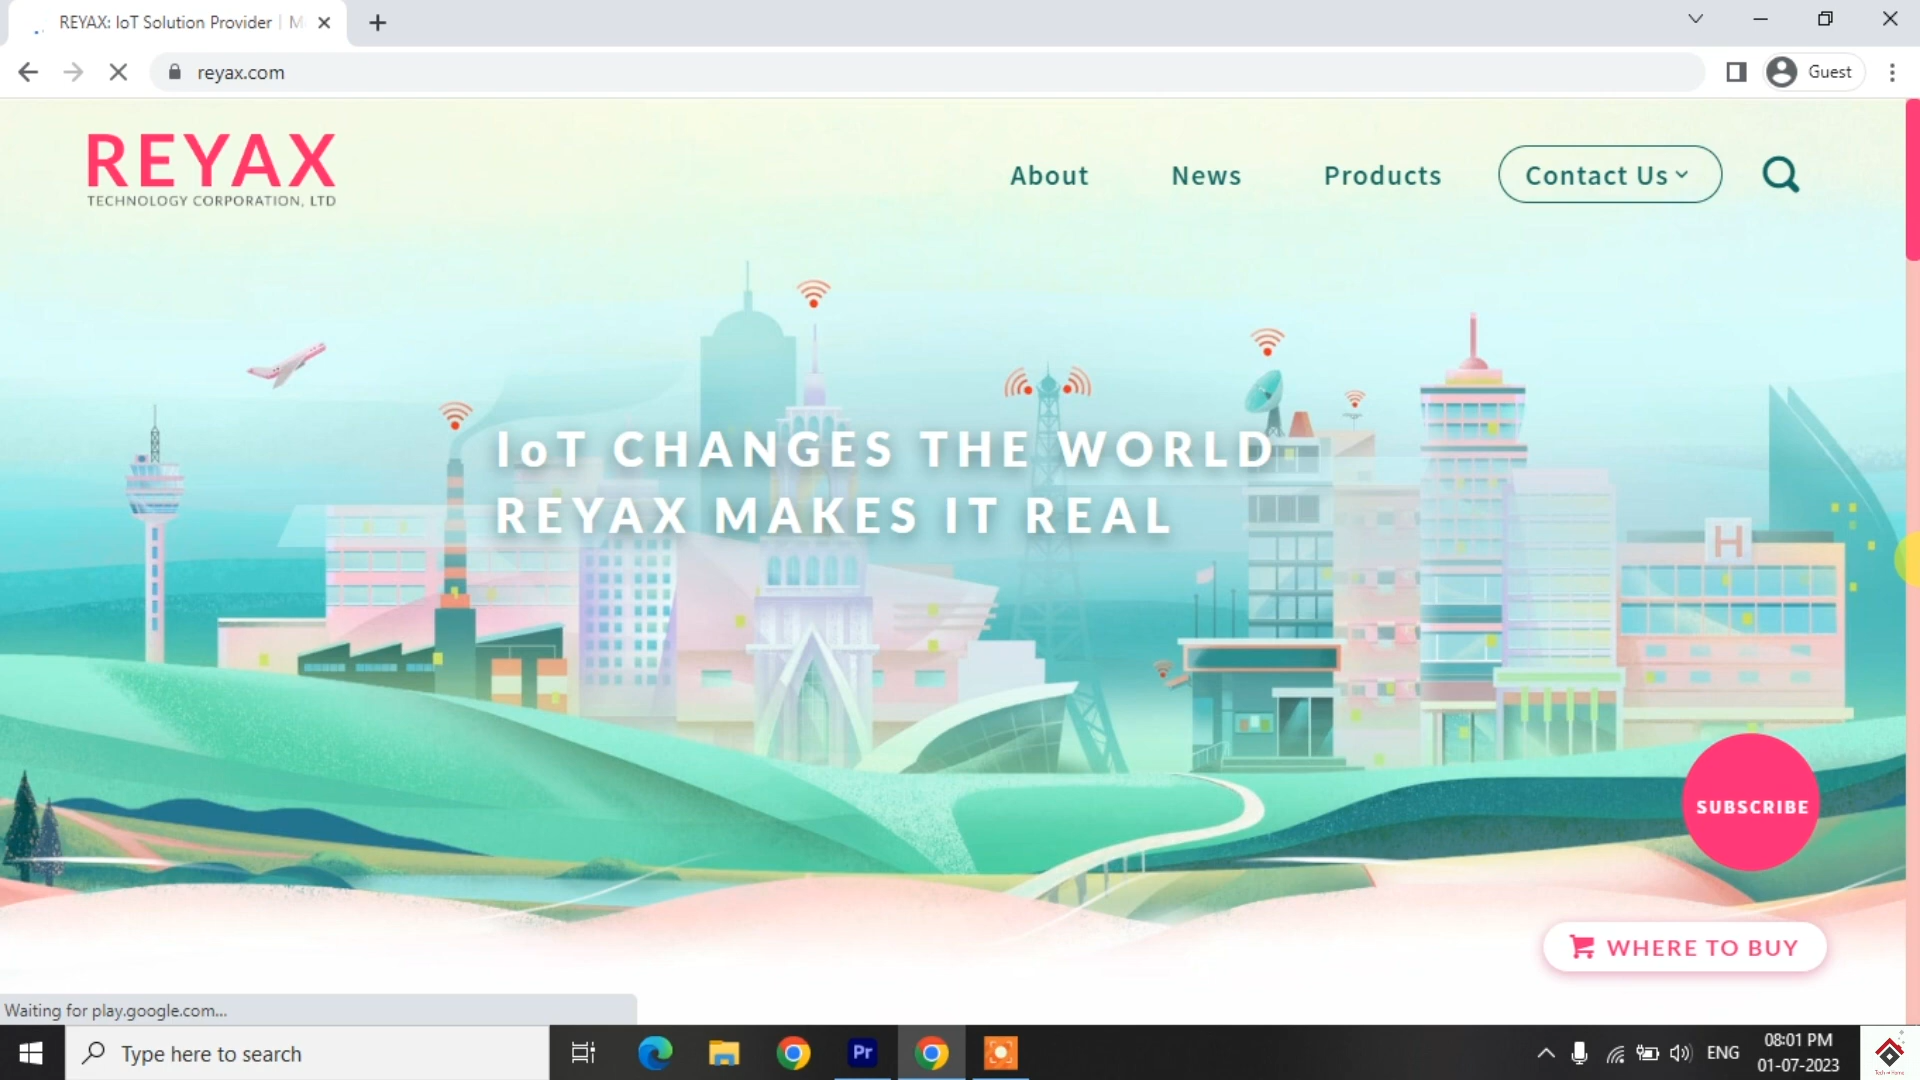 REYAX: IoT Solution Provider | M
reyax.com
Guest
REYAX
TECHNOLOGY CORPORATION, LTD
About
News
Products
Contact Us
IoT CHANGES THE WORLD
REYAX MAKES IT REAL
H
SUBSCRIBE
WHERE TO BUY
Waiting for play.google.com...
Type here to search
Pr
ENG
08:01 PM
01-07-2023